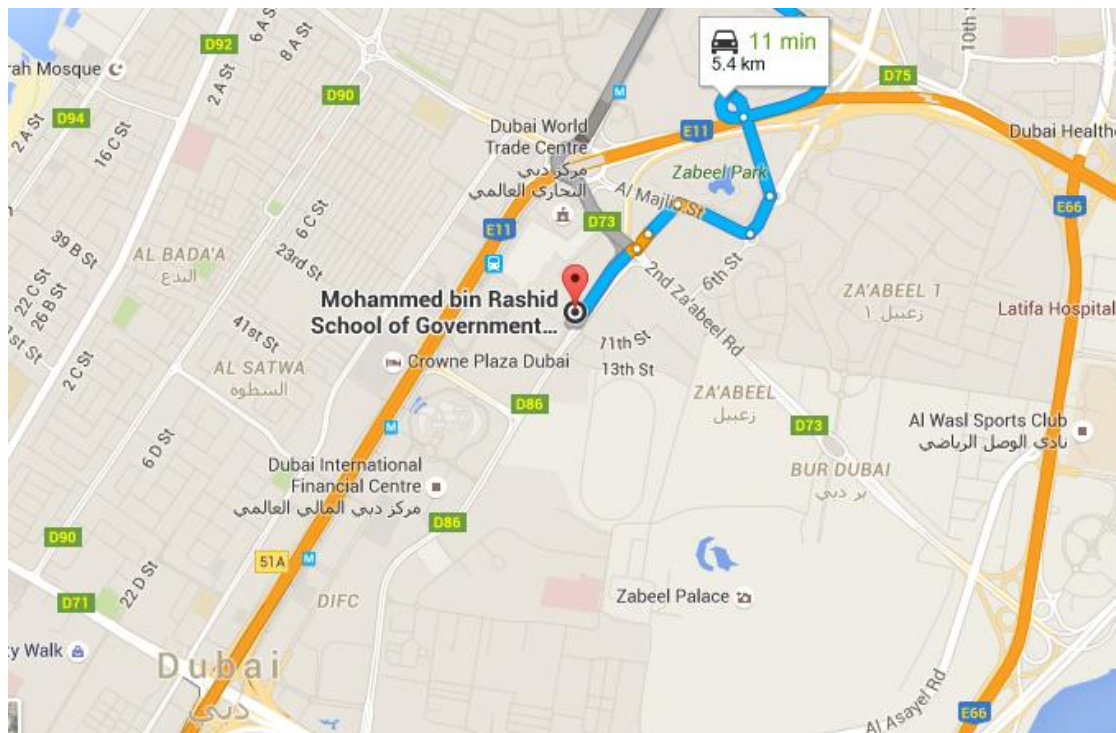 11 min
5.4 km
10th St
6 A St
8 A St
D92
rah Mosque
2 A St
D90
D75
D94
2 A St
16 C St
M
E11
Dubai Healthc
Dubai World
Trade Centre
مركز دبي
التجاري العالمي
Zabeel Park
Al Majlis St
E66
6 C St
D73
E11
39 B St
AL BADA'A
البدع
23rd St
2nd Za'abeel Rd
6th St
22 C St
26 B St
ZA'ABEEL 1
زعبيل ١
Mohammed bin Rashid
School of Government...
Latifa Hospital
41st St
11th St
2 C St
AL SATWA
السطوه
Crowne Plaza Dubai
13th St
ZA'ABEEL
زعبيل
D86
Al Wasl Sports Club
نادي الوصل الرياضي
D73
M
6 D St
Dubai International
Financial Centre
مركز دبي المالي العالمي
BUR DUBAI
بر دبي
D86
D90
51A
M
22 D St
DIFC
D71
Zabeel Palace
ty Walk
Dubai
دبي
Al Asayel Rd
E66